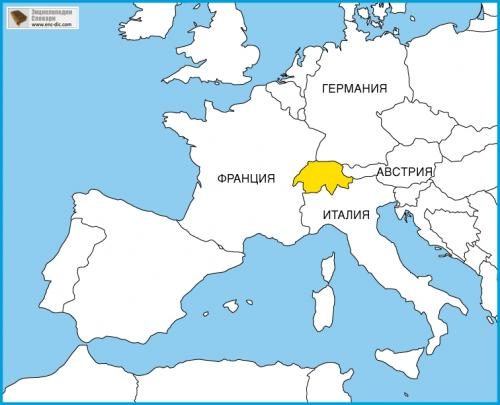 Энциклопедии
Словари
www.enc-dic.com
ГЕРМАНИЯ
ФРАНЦИЯ
АВСТРИЯ
ИТАЛИЯ